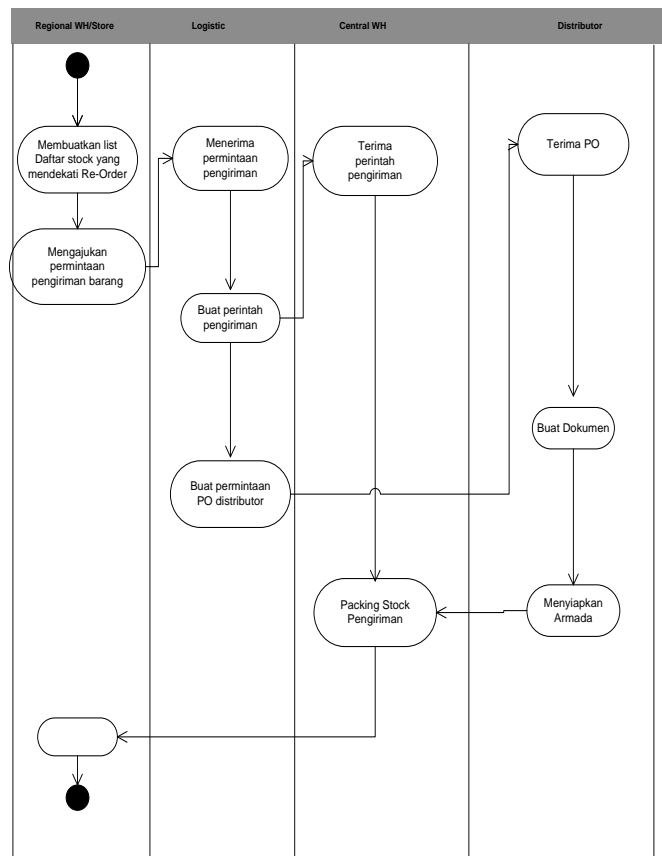 Regional WH/Store
Logistic
Central WH
Distributor
Membuatkan list
Daftar stock yang
mendekati Re-Order
Mengajukan
permintaan
pengiriman barang
Menerima
permintaan
pengiriman
Buat perintah
pengiriman
Buat permintaan
PO distributor
Terima
perintah
pengiriman
Packing Stock
Pengiriman
Terima PO
Buat Dokumen
Menyiapkan
Armada